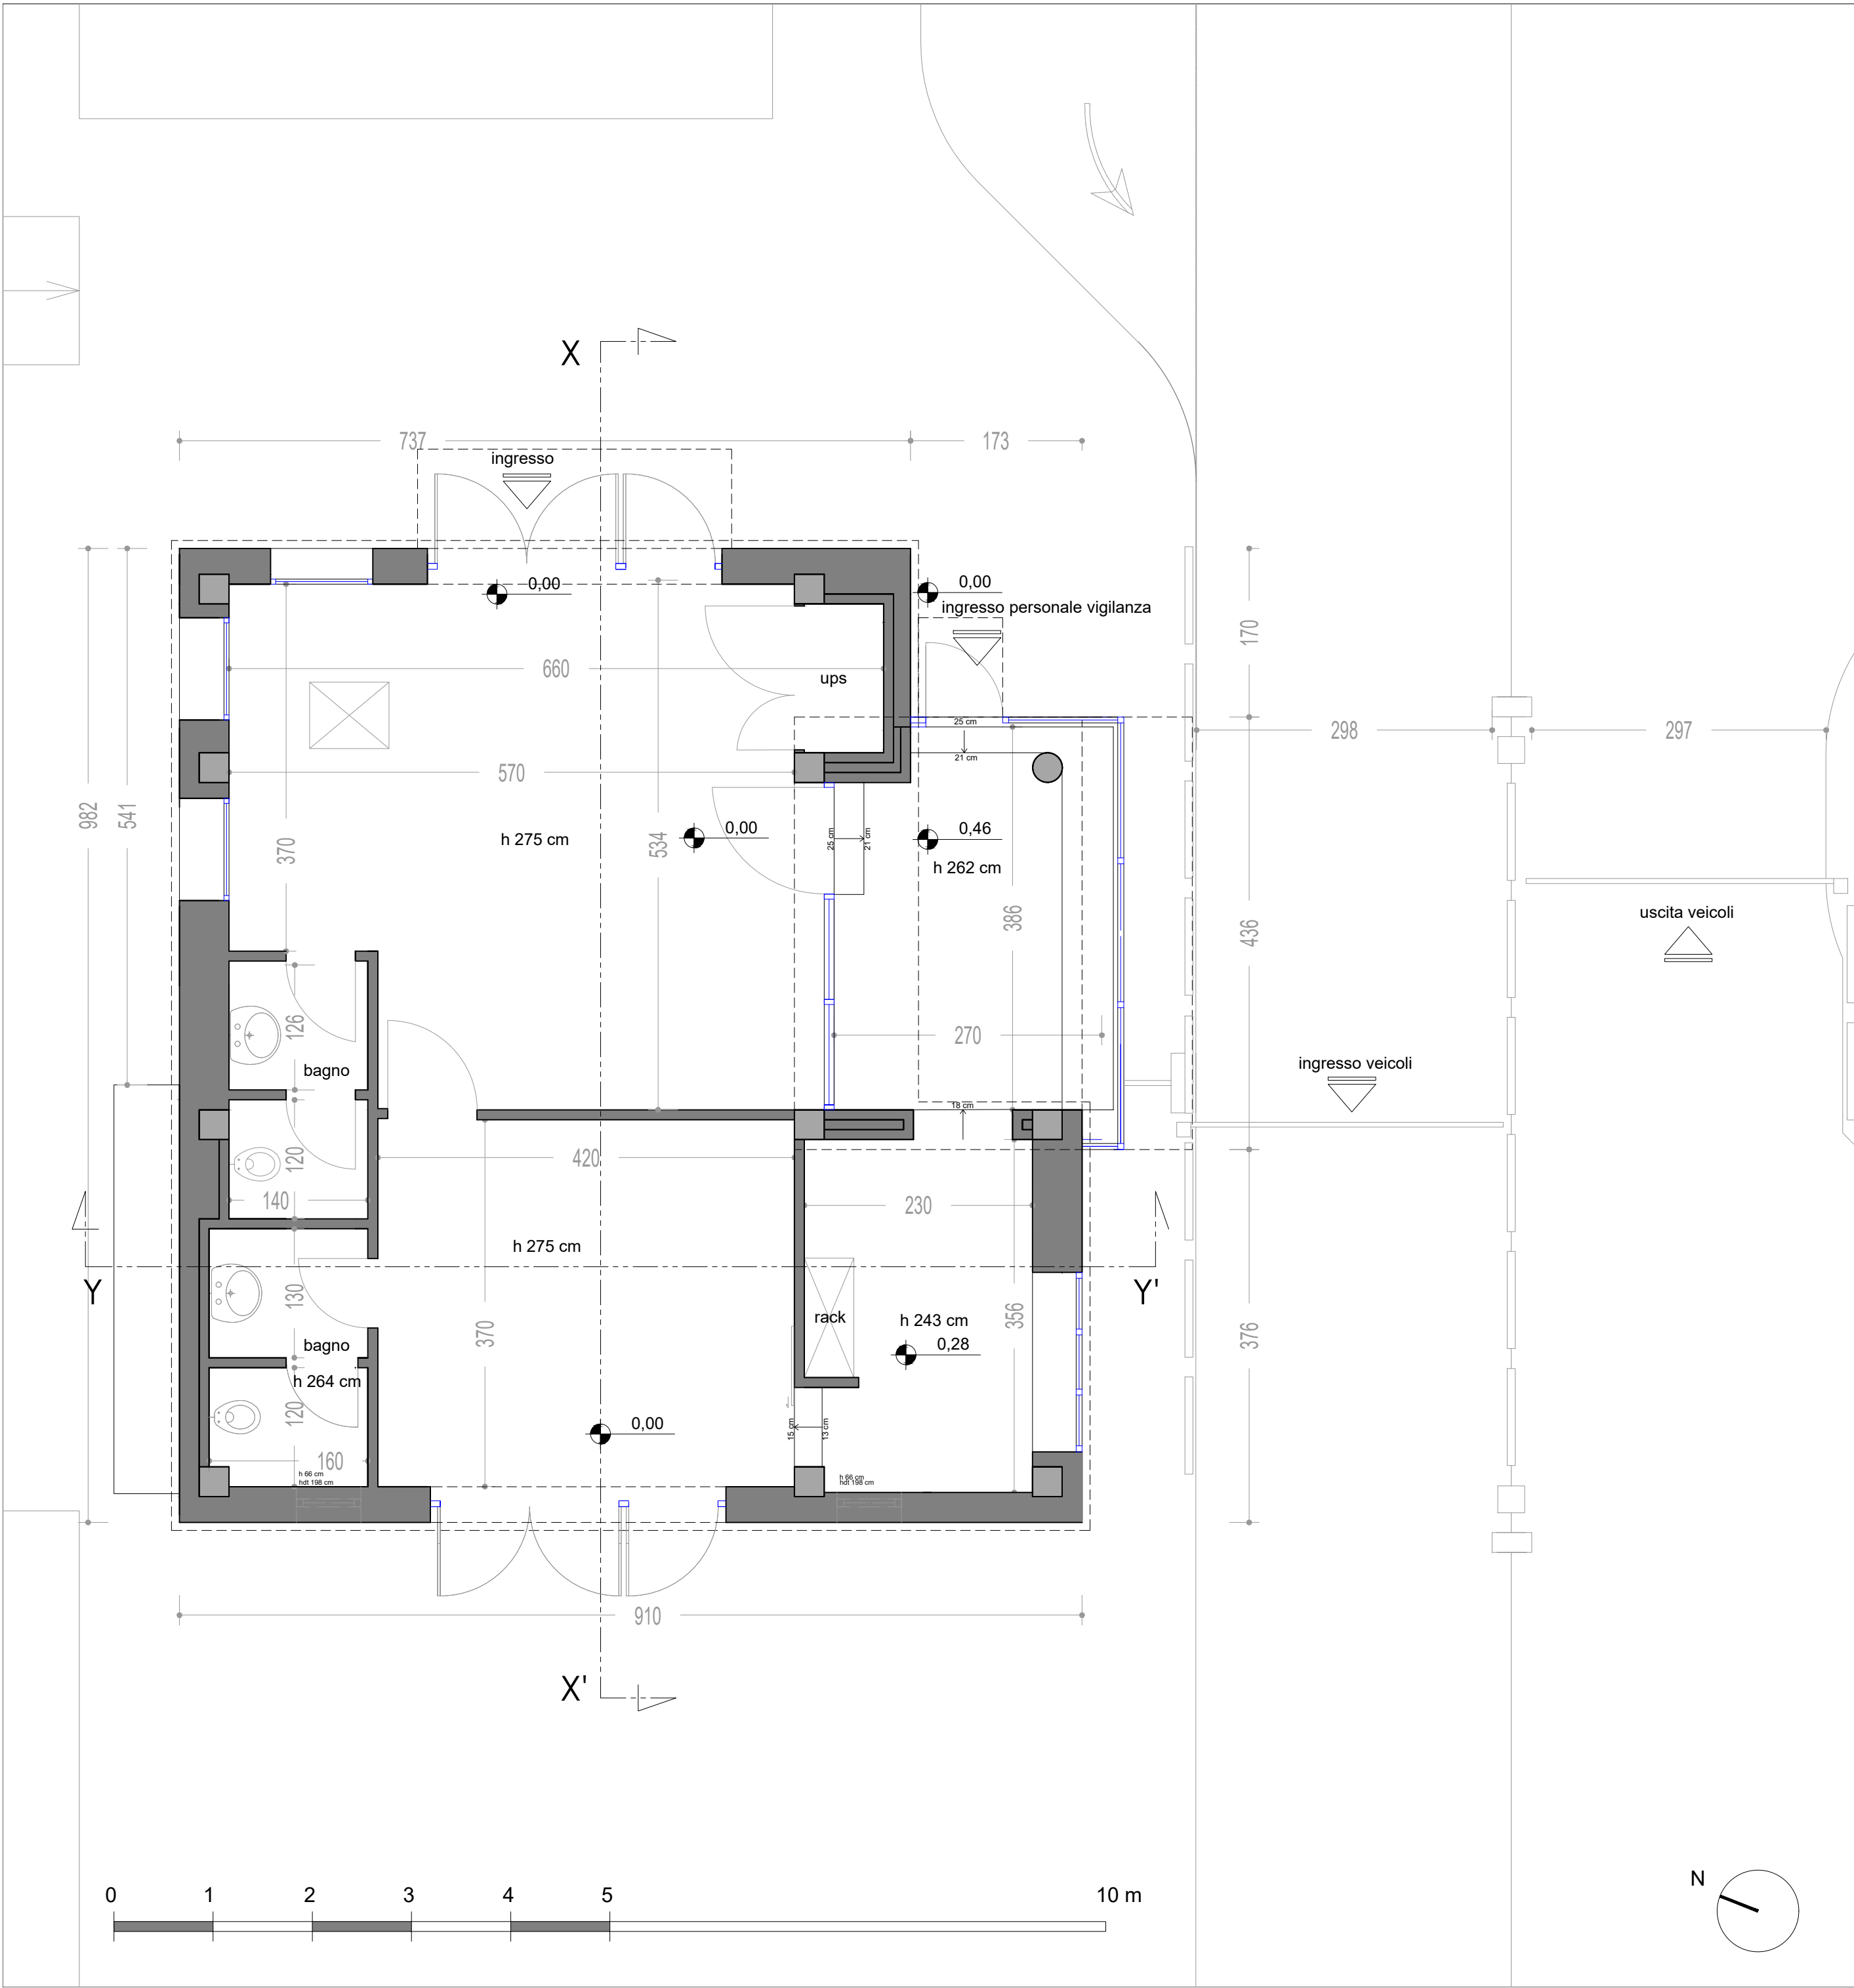 X
737
173
ingresso
0,00
0,00
ingresso personale vigilanza
170
660
ups
25 cm
21 cm
298
297
570
982
541
370
h 275 cm
534
0,00
25 cm
21 cm
0,46
h 262 cm
386
436
uscita veicoli
126
270
bagno
ingresso veicoli
18 cm
120
420
140
230
h 275 cm
Y
Y'
130
370
rack
h 243 cm
0,28
356
376
bagno
h 264 cm
120
0,00
15 cm
13 cm
160
h 66 cm
hdt 198 cm
h 66 cm
hdt 198 cm
910
X'
0 1 2 3 4 5 10 m
N